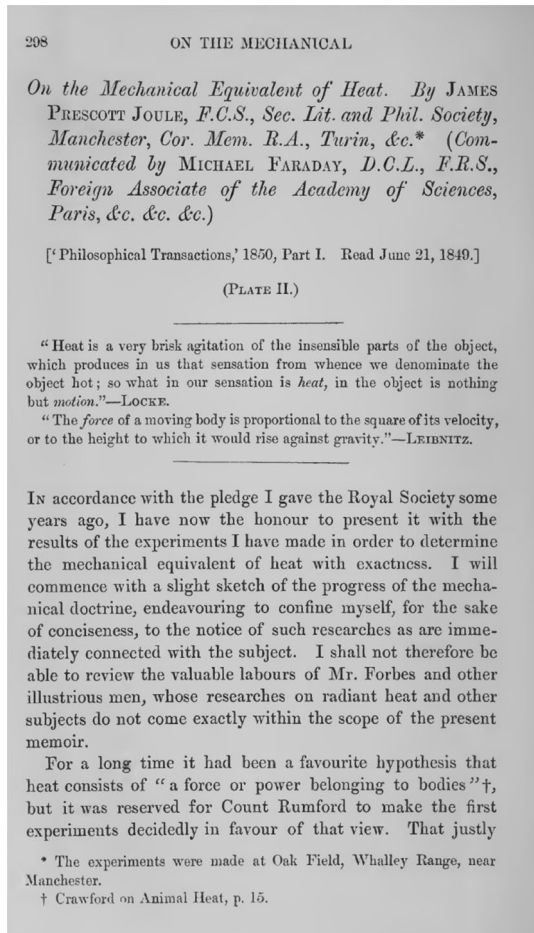 298
ON THE MECHANICAL
On the Mechanical Equivalent of Heat. By JAMES
PRESCOTT JOULE, F.C.S., Sec. Lit. and Phil. Society,
Manchester, Cor. Mem. R.A., Turin, &c.* (Com-
municated by MICHAEL FARADAY, D.C.L., F.R.S.,
Foreign Associate of the Academy of Sciences,
Paris, &c. &c. &c.)
[‘Philosophical Transactions,’ 1850, Part I. Read June 21, 1849.]
(PLATE II.)
“Heat is a very brisk agitation of the insensible parts of the object,
which produces in us that sensation from whence we denominate the
object hot; so what in our sensation is heat, in the object is nothing
but motion.”—LOCKE.
“The force of a moving body is proportional to the square of its velocity,
or to the height to which it would rise against gravity.”—LEIBNITZ.
IN accordance with the pledge I gave the Royal Society some
years ago, I have now the honour to present it with the
results of the experiments I have made in order to determine
the mechanical equivalent of heat with exactness. I will
commence with a slight sketch of the progress of the mecha-
nical doctrine, endeavouring to confine myself, for the sake
of conciseness, to the notice of such researches as are imme-
diately connected with the subject. I shall not therefore be
able to review the valuable labours of Mr. Forbes and other
illustrious men, whose researches on radiant heat and other
subjects do not come exactly within the scope of the present
memoir.
For a long time it had been a favourite hypothesis that
heat consists of “a force or power belonging to bodies”†,
but it was reserved for Count Rumford to make the first
experiments decidedly in favour of that view. That justly
* The experiments were made at Oak Field, Whalley Range, near
Manchester.
† Crawford on Animal Heat, p. 15.